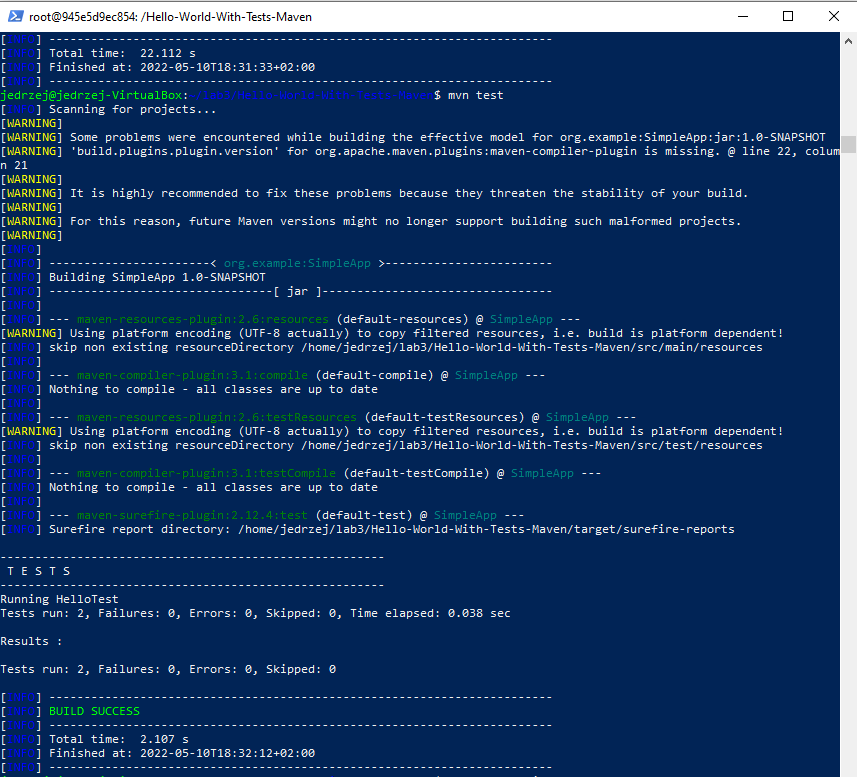 root@945e5d9ec854: /Hello-World-With-Tests-Maven
[INFO] ------------------------------------------------------------------------
[INFO] Total time:  22.112 s
[INFO] Finished at: 2022-05-10T18:31:33+02:00
[INFO] ------------------------------------------------------------------------
jedrzej@jedrzej-VirtualBox:~/lab3/Hello-World-With-Tests-Maven$ mvn test
[INFO] Scanning for projects...
[WARNING]
[WARNING] Some problems were encountered while building the effective model for org.example:SimpleApp:jar:1.0-SNAPSHOT
[WARNING] 'build.plugins.plugin.version' for org.apache.maven.plugins:maven-compiler-plugin is missing. @ line 22, colum
n 21
[WARNING]
[WARNING] It is highly recommended to fix these problems because they threaten the stability of your build.
[WARNING]
[WARNING] For this reason, future Maven versions might no longer support building such malformed projects.
[WARNING]
[INFO]
[INFO] -----------------------< org.example:SimpleApp >------------------------
[INFO] Building SimpleApp 1.0-SNAPSHOT
[INFO] --------------------------------[ jar ]---------------------------------
[INFO]
[INFO] --- maven-resources-plugin:2.6:resources (default-resources) @ SimpleApp ---
[WARNING] Using platform encoding (UTF-8 actually) to copy filtered resources, i.e. build is platform dependent!
[INFO] skip non existing resourceDirectory /home/jedrzej/lab3/Hello-World-With-Tests-Maven/src/main/resources
[INFO]
[INFO] --- maven-compiler-plugin:3.1:compile (default-compile) @ SimpleApp ---
[INFO] Nothing to compile - all classes are up to date
[INFO]
[INFO] --- maven-resources-plugin:2.6:testResources (default-testResources) @ SimpleApp ---
[WARNING] Using platform encoding (UTF-8 actually) to copy filtered resources, i.e. build is platform dependent!
[INFO] skip non existing resourceDirectory /home/jedrzej/lab3/Hello-World-With-Tests-Maven/src/test/resources
[INFO]
[INFO] --- maven-compiler-plugin:3.1:testCompile (default-testCompile) @ SimpleApp ---
[INFO] Nothing to compile - all classes are up to date
[INFO]
[INFO] --- maven-surefire-plugin:2.12.4:test (default-test) @ SimpleApp ---
[INFO] Surefire report directory: /home/jedrzej/lab3/Hello-World-With-Tests-Maven/target/surefire-reports
-------------------------------------------------------
T E S T S
-------------------------------------------------------
Running HelloTest
Tests run: 2, Failures: 0, Errors: 0, Skipped: 0, Time elapsed: 0.038 sec
Results :
Tests run: 2, Failures: 0, Errors: 0, Skipped: 0
[INFO] ------------------------------------------------------------------------
[INFO] BUILD SUCCESS
[INFO] ------------------------------------------------------------------------
[INFO] Total time:  2.107 s
[INFO] Finished at: 2022-05-10T18:32:12+02:00
[INFO] ------------------------------------------------------------------------